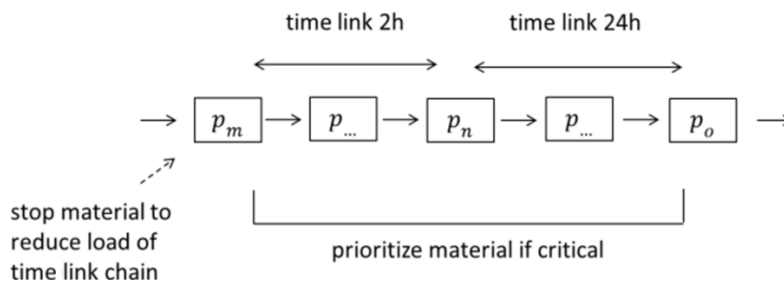 time link 2h
time link 24h
p_m
p_...
p_n
p_...
p_o
stop material to
reduce load of
time link chain
prioritize material if critical